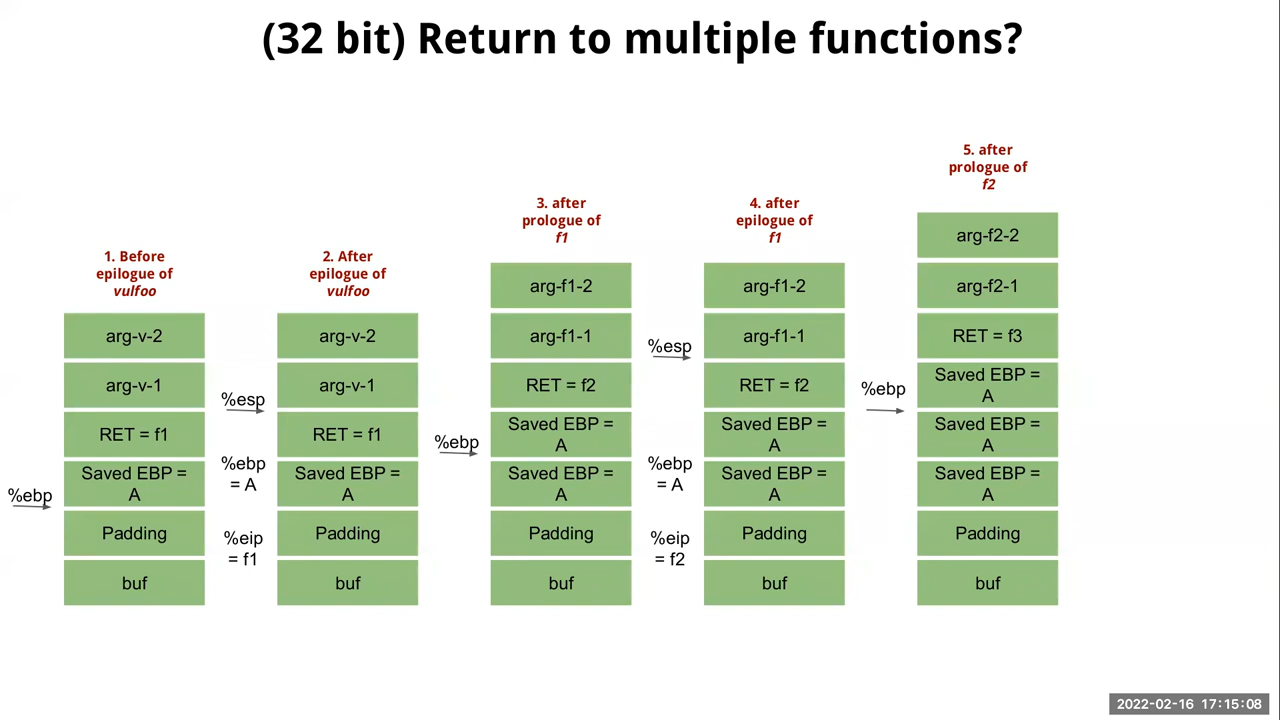 (32 bit) Return to multiple functions?
1. Before
epilogue of
vulfoo
arg-v-2
arg-v-1
RET = f1
Saved EBP =
A
Padding
buf
%ebp
2. After
epilogue of
vulfoo
%esp
%ebp
= A
%eip
= f1
arg-v-2
arg-v-1
RET = f1
Saved EBP =
A
Padding
buf
3. after
prologue of
f1
%ebp
arg-f1-2
arg-f1-1
RET = f2
Saved EBP =
A
Saved EBP =
A
Padding
buf
4. after
epilogue of
f1
%esp
%ebp
= A
%eip
= f2
arg-f1-2
arg-f1-1
RET = f2
Saved EBP =
A
Saved EBP =
A
Padding
buf
5. after
prologue of
f2
%ebp
arg-f2-2
arg-f2-1
RET = f3
Saved EBP =
A
Saved EBP =
A
Saved EBP =
A
Padding
buf
2022-02-16 17:15:08